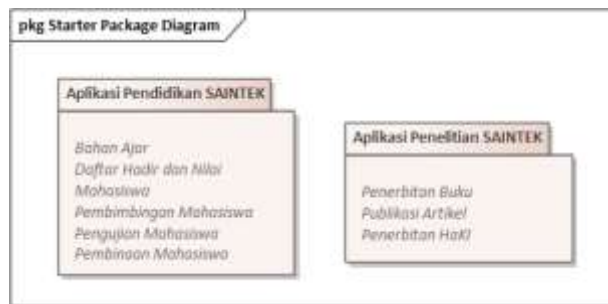 pkg Starter Package Diagram
Aplikasi Pendidikan SAINTEK
Bahan Ajar
Daftar Hadir dan Nilai
Mahasiswa
Pembimbingan Mahasiswa
Pengujian Mahasiswa
Pembinaan Mahasiswa
Aplikasi Penelitian SAINTEK
Penerbitan Buku
Publikasi Artikel
Penerbitan HaKI